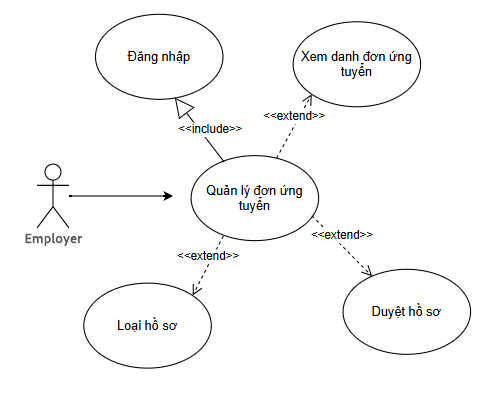 Đăng nhập
Xem danh đơn ứng
tuyển
<<include>>
<<extend>>
Quản lý đơn ứng
tuyển
Employer
<<extend>>
<<extend>>
Loại hồ sơ
Duyệt hồ sơ